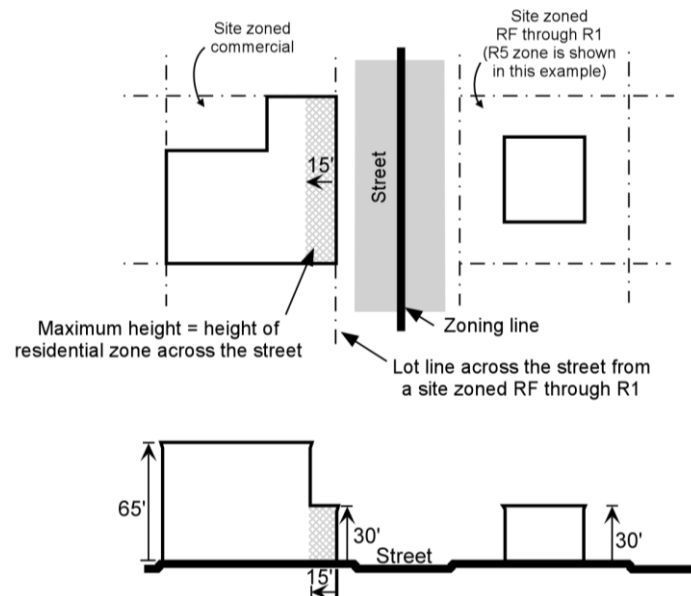 Site zoned
commercial
Site zoned
RF through R1
(R5 zone is shown
in this example)
15'
Street
Maximum height = height of
residential zone across the street
Zoning line
Lot line across the street from
a site zoned RF through R1
65'
30'
Street
30'
15'